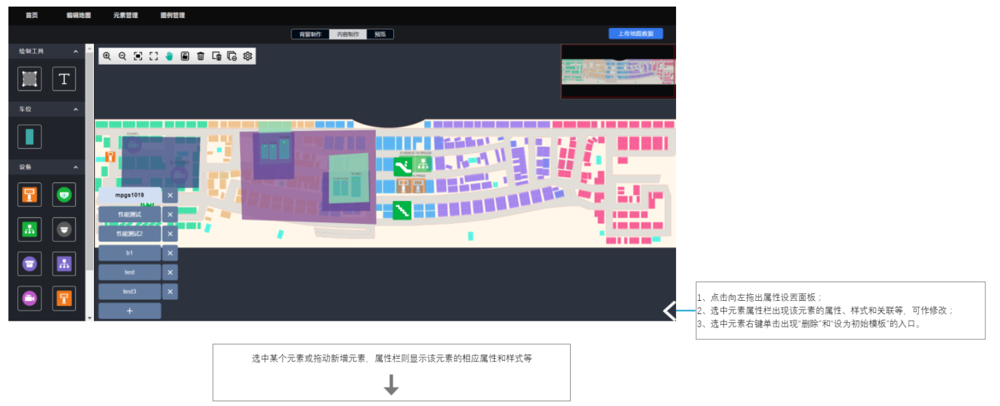 首页 编辑地图 元素管理 图例管理
背景制作 内容制作 预览 上传地图数据
绘制工具
T
车位
设备
mpgs1019 ×
性能测试 ×
性能测试2 ×
b1 ×
test ×
test3 ×
+
1、点击向左拖出属性设置面板；
2、选中元素属性栏出现该元素的属性、样式和关联等，可作修改；
3、选中元素右键单击出现“删除”和“设为初始模板”的入口。
选中某个元素或拖动新增元素，属性栏则显示该元素的相应属性和样式等